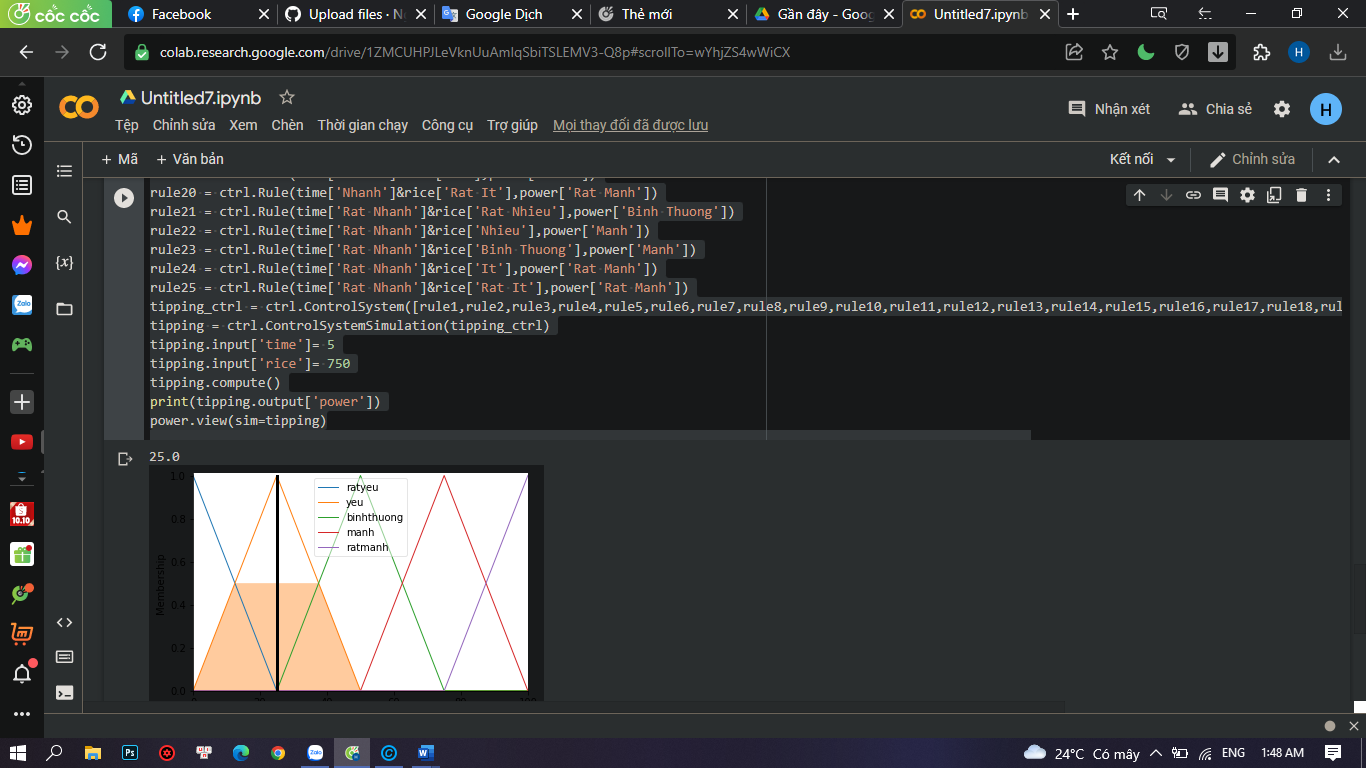 cốc cốc
Facebook
Upload files · N
Google Dịch
Thẻ mới
Gần đây - Goog
Untitled7.ipynb
colab.research.google.com/drive/1ZMCUHPJLeVknUuAmIqSbiTSLEMV3-Q8p#scrollTo=wYhjZS4wWiCX
H
Untitled7.ipynb
Nhận xét
Chia sẻ
H
Tệp Chỉnh sửa Xem Chèn Thời gian chạy Công cụ Trợ giúp Mọi thay đổi đã được lưu
+ Mã + Văn bản
Kết nối
Chỉnh sửa
rule20 = ctrl.Rule(time['Nhanh']&rice['Rat It'],power['Rat Manh'])
rule21 = ctrl.Rule(time['Rat Nhanh']&rice['Rat Nhieu'],power['Binh Thuong'])
rule22 = ctrl.Rule(time['Rat Nhanh']&rice['Nhieu'],power['Manh'])
rule23 = ctrl.Rule(time['Rat Nhanh']&rice['Binh Thuong'],power['Manh'])
rule24 = ctrl.Rule(time['Rat Nhanh']&rice['It'],power['Rat Manh'])
rule25 = ctrl.Rule(time['Rat Nhanh']&rice['Rat It'],power['Rat Manh'])
tipping_ctrl = ctrl.ControlSystem([rule1,rule2,rule3,rule4,rule5,rule6,rule7,rule8,rule9,rule10,rule11,rule12,rule13,rule14,rule15,rule16,rule17,rule18,rul
tipping = ctrl.ControlSystemSimulation(tipping_ctrl)
tipping.input['time']= 5
tipping.input['rice']= 750
tipping.compute()
print(tipping.output['power'])
power.view(sim=tipping)
25.0
1.0
0.8
0.6
0.4
0.2
0.0
Membership
ratyeu
yeu
binhthuong
manh
ratmanh
{x}
Zalo
10.10
24°C Có mây
ENG
1:48 AM